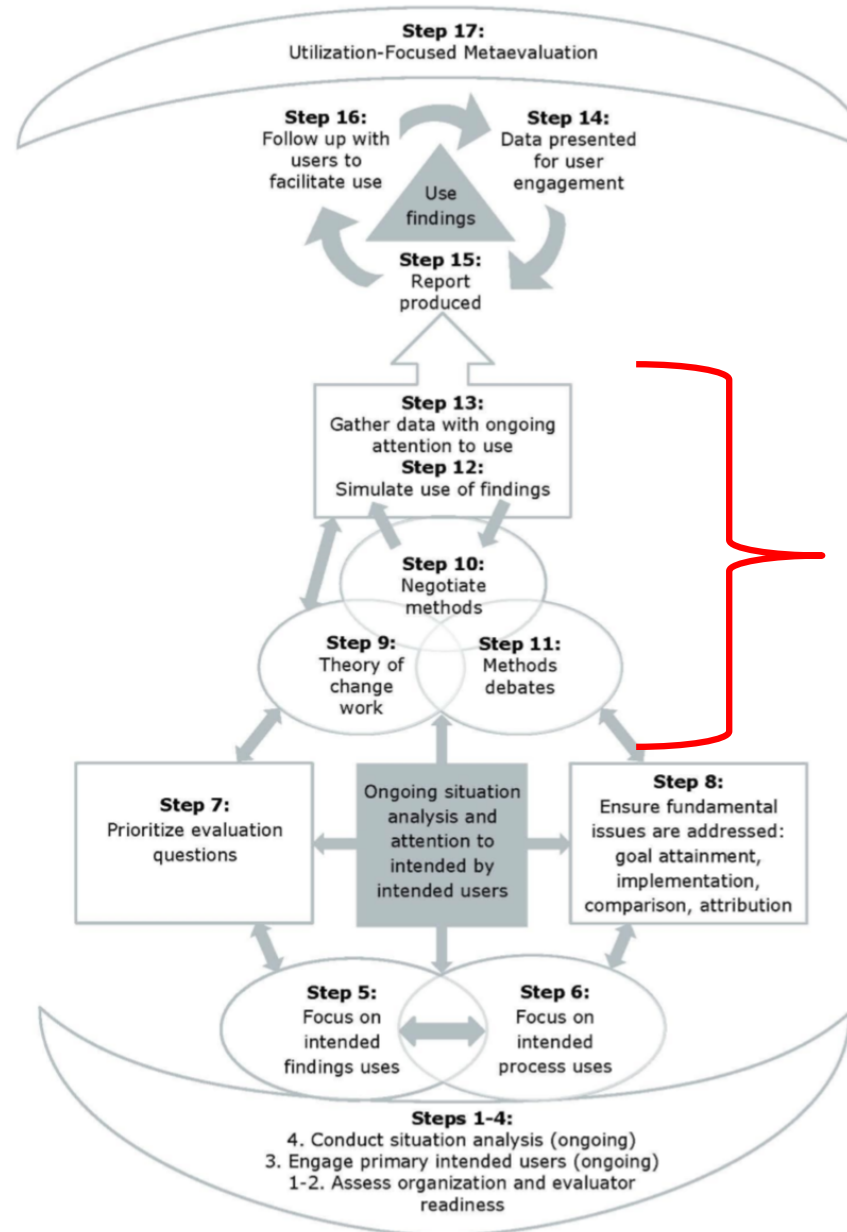 Step 17:
Utilization-Focused Metaevaluation
Step 16:
Follow up with
users to
facilitate use
Step 14:
Data presented
for user
engagement
Use
findings
Step 15:
Report
produced
Step 13:
Gather data with ongoing
attention to use
Step 12:
Simulate use of findings
Step 10:
Negotiate
methods
Step 9:
Theory of
change
work
Step 11:
Methods
debates
Step 7:
Prioritize evaluation
questions
Ongoing situation
analysis and
attention to
intended by
intended users
Step 8:
Ensure fundamental
issues are addressed:
goal attainment,
implementation,
comparison, attribution
Step 5:
Focus on
intended
findings uses
Step 6:
Focus on
intended
process uses
Steps 1-4:
4. Conduct situation analysis (ongoing)
3. Engage primary intended users (ongoing)
1-2. Assess organization and evaluator
readiness